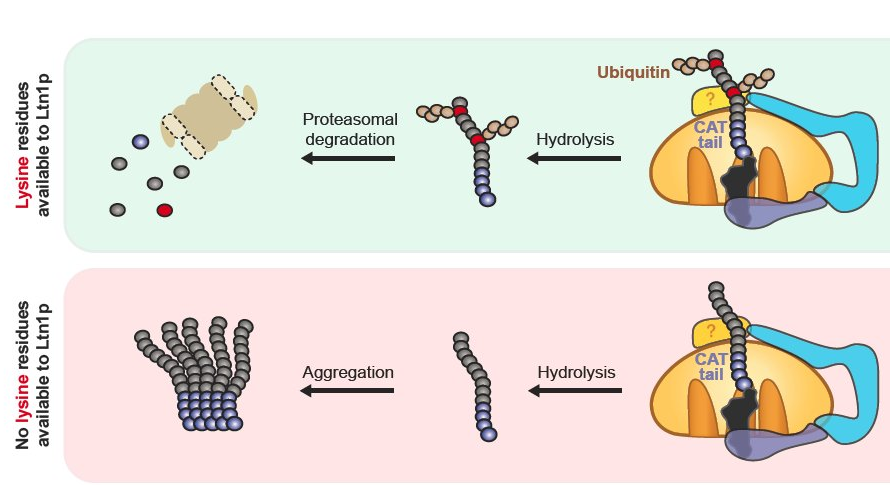 Lysine residues
available to Ltn1p
Proteasomal
degradation
Hydrolysis
Ubiquitin
?
CAT
tail
No lysine residues
available to Ltn1p
Aggregation
Hydrolysis
?
CAT
tail